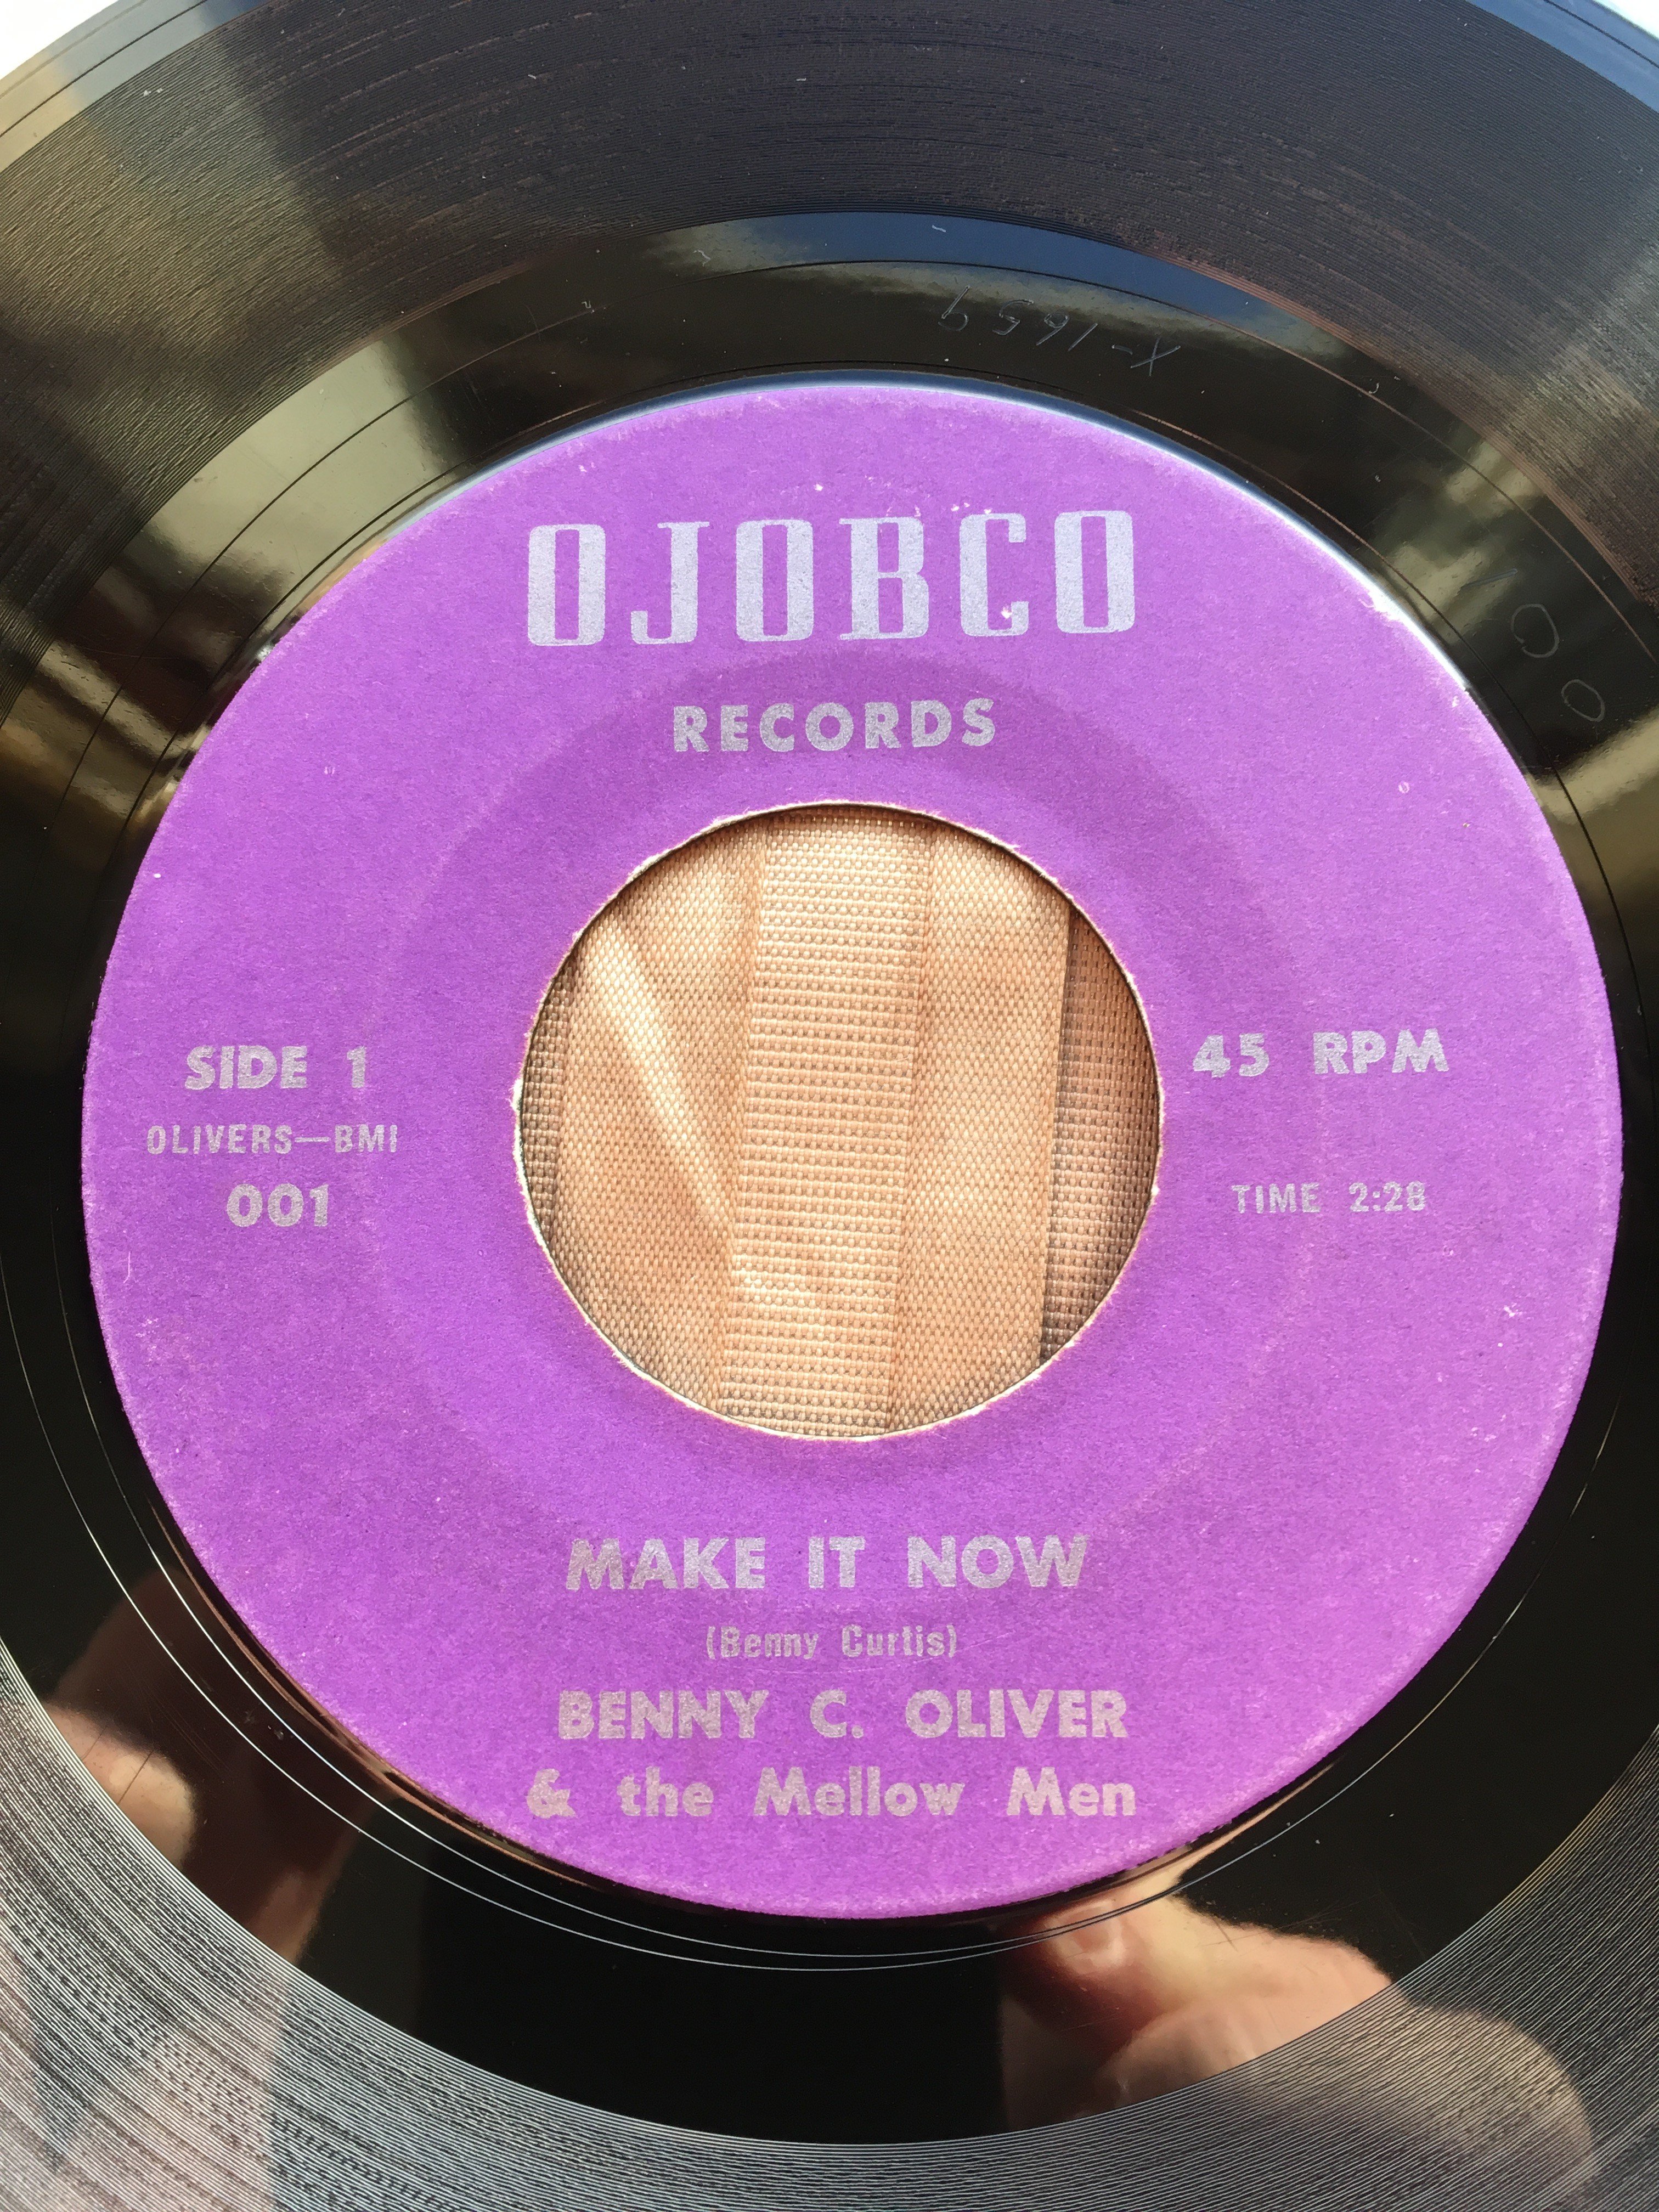 X-1659
001
OJOBCO
RECORDS
SIDE 1
OLIVERS—BMI
001
45 RPM
TIME 2:28
MAKE IT NOW
(Benny Curtis)
BENNY C. OLIVER
& the Mellow Men